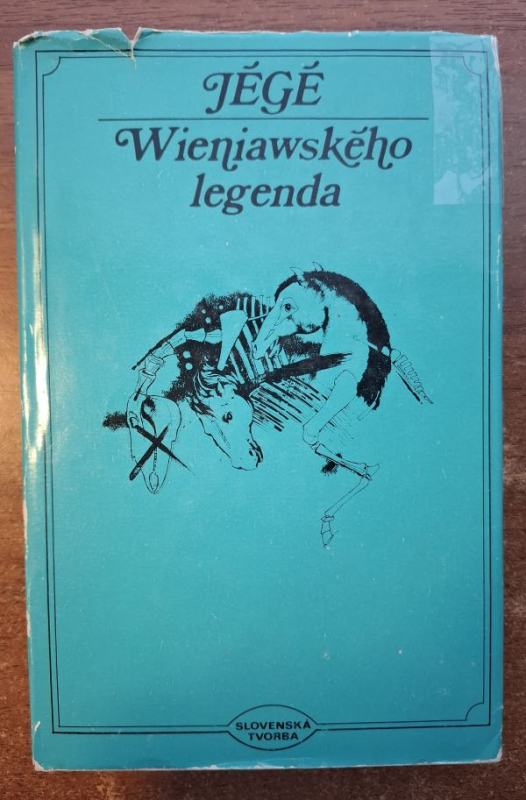 JÉGÉ
Wieniawského
legenda
SLOVENSKÁ
TVORBA